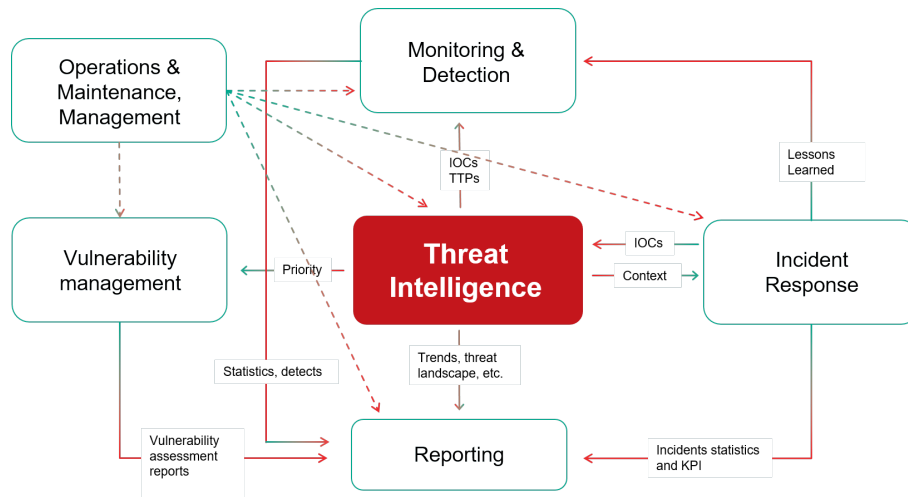 Monitoring &
Detection
Operations &
Maintenance,
Management
IOCs
TTPs
Lessons
Learned
Vulnerability
management
Priority
Threat
Intelligence
IOCs
Context
Incident
Response
Statistics, detects
Trends, threat
landscape, etc.
Vulnerability
assessment
reports
Reporting
Incidents statistics
and KPI